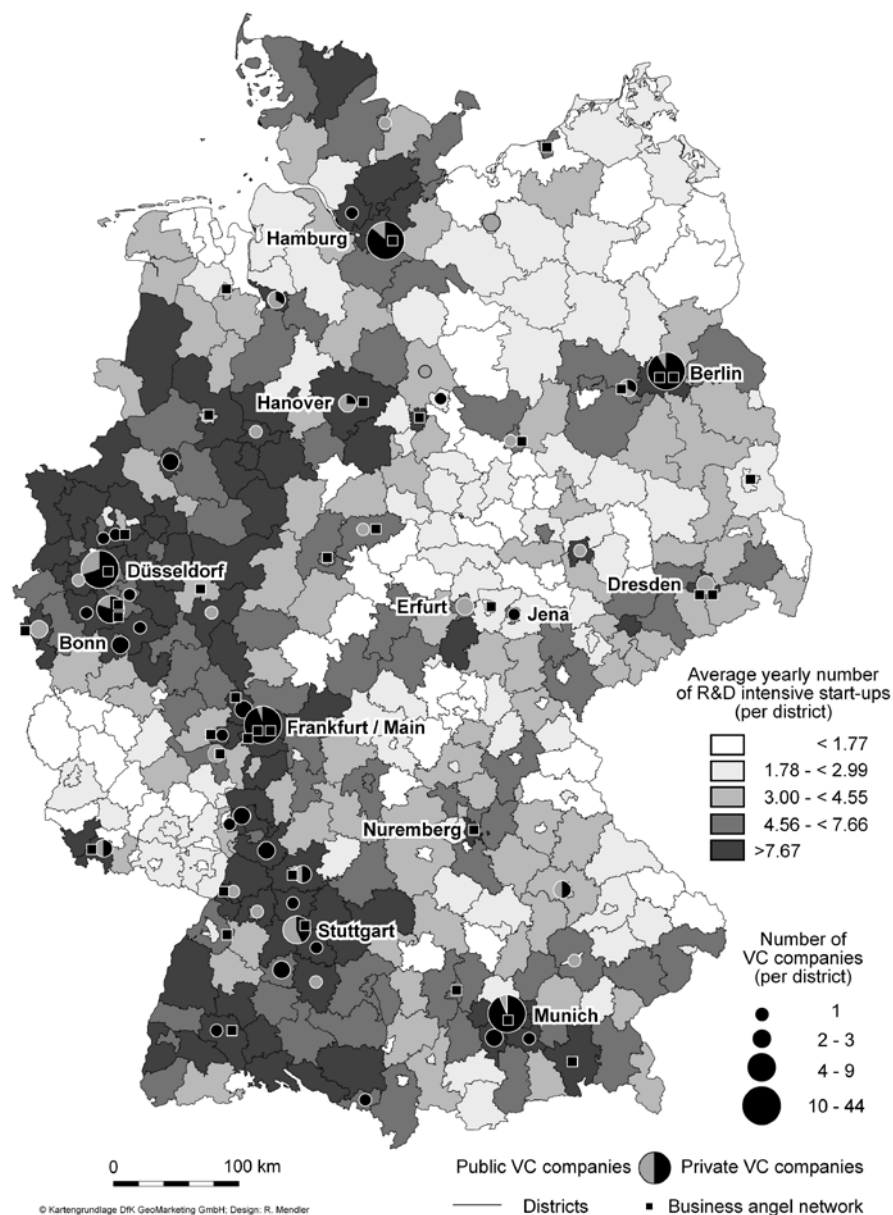 Hamburg
Berlin
Hanover
Düsseldorf
Dresden
Erfurt
Jena
Bonn
Average yearly number
of R&D intensive start-ups
(per district)
< 1.77
1.78 - < 2.99
3.00 - < 4.55
4.56 - < 7.66
>7.67
Frankfurt / Main
Nuremberg
Stuttgart
Number of
VC companies
(per district)
1
2 - 3
4 - 9
10 - 44
Munich
0 100 km
Public VC companies Private VC companies
Districts Business angel network
© Kartengrundlage DfK GeoMarketing GmbH; Design: R. Mendler